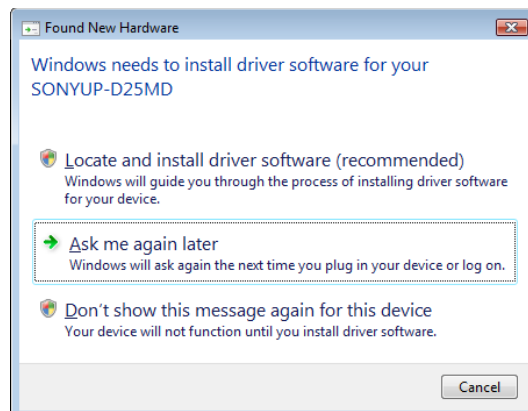 Found New Hardware
Windows needs to install driver software for your
SONYUP-D25MD
Locate and install driver software (recommended)
Windows will guide you through the process of installing driver software
for your device.
Ask me again later
Windows will ask again the next time you plug in your device or log on.
Don't show this message again for this device
Your device will not function until you install driver software.
Cancel